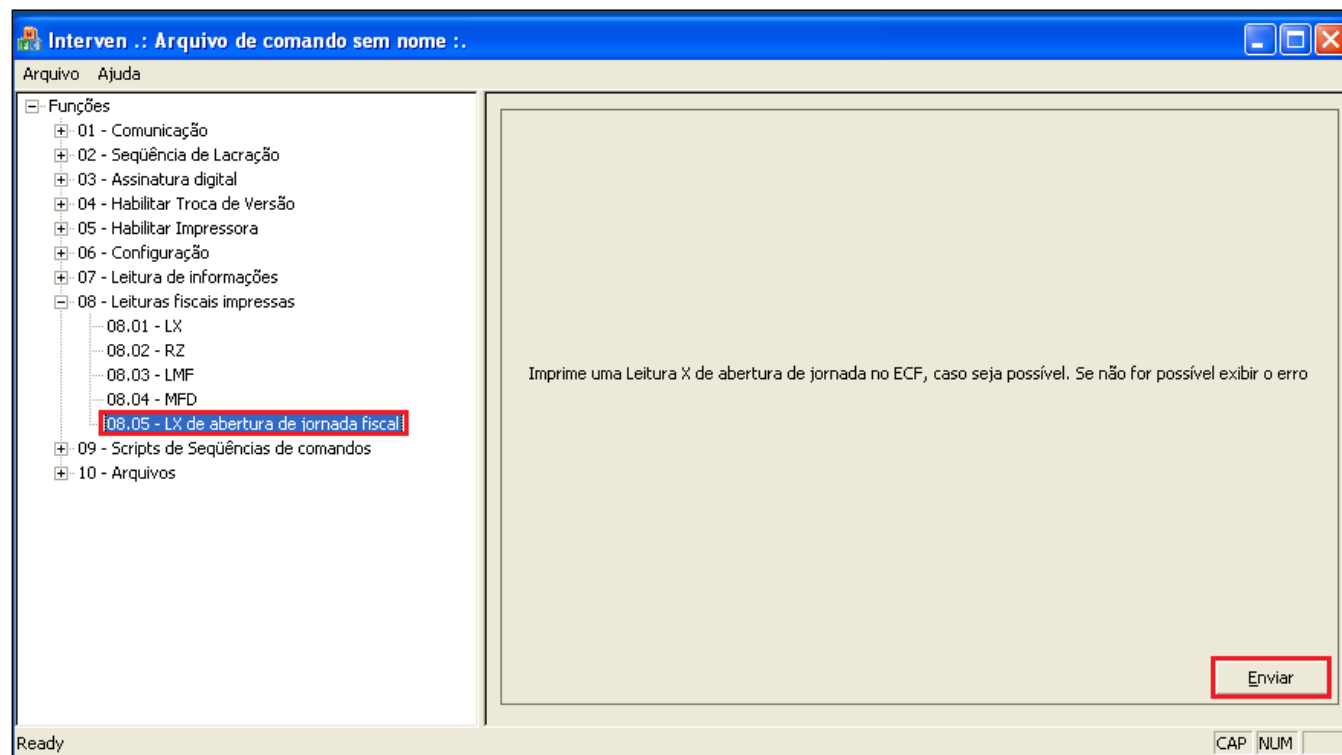 Interven .: Arquivo de comando sem nome :.
Arquivo Ajuda
Funções
01 - Comunicação
02 - Seqüência de Lacração
03 - Assinatura digital
04 - Habilitar Troca de Versão
05 - Habilitar Impressora
06 - Configuração
07 - Leitura de informações
08 - Leituras fiscais impressas
08.01 - LX
08.02 - RZ
08.03 - LMF
08.04 - MFD
08.05 - LX de abertura de jornada fiscal
09 - Scripts de Seqüências de comandos
10 - Arquivos
Imprime uma Leitura X de abertura de jornada no ECF, caso seja possível. Se não for possível exibir o erro
Enviar
Ready CAP NUM